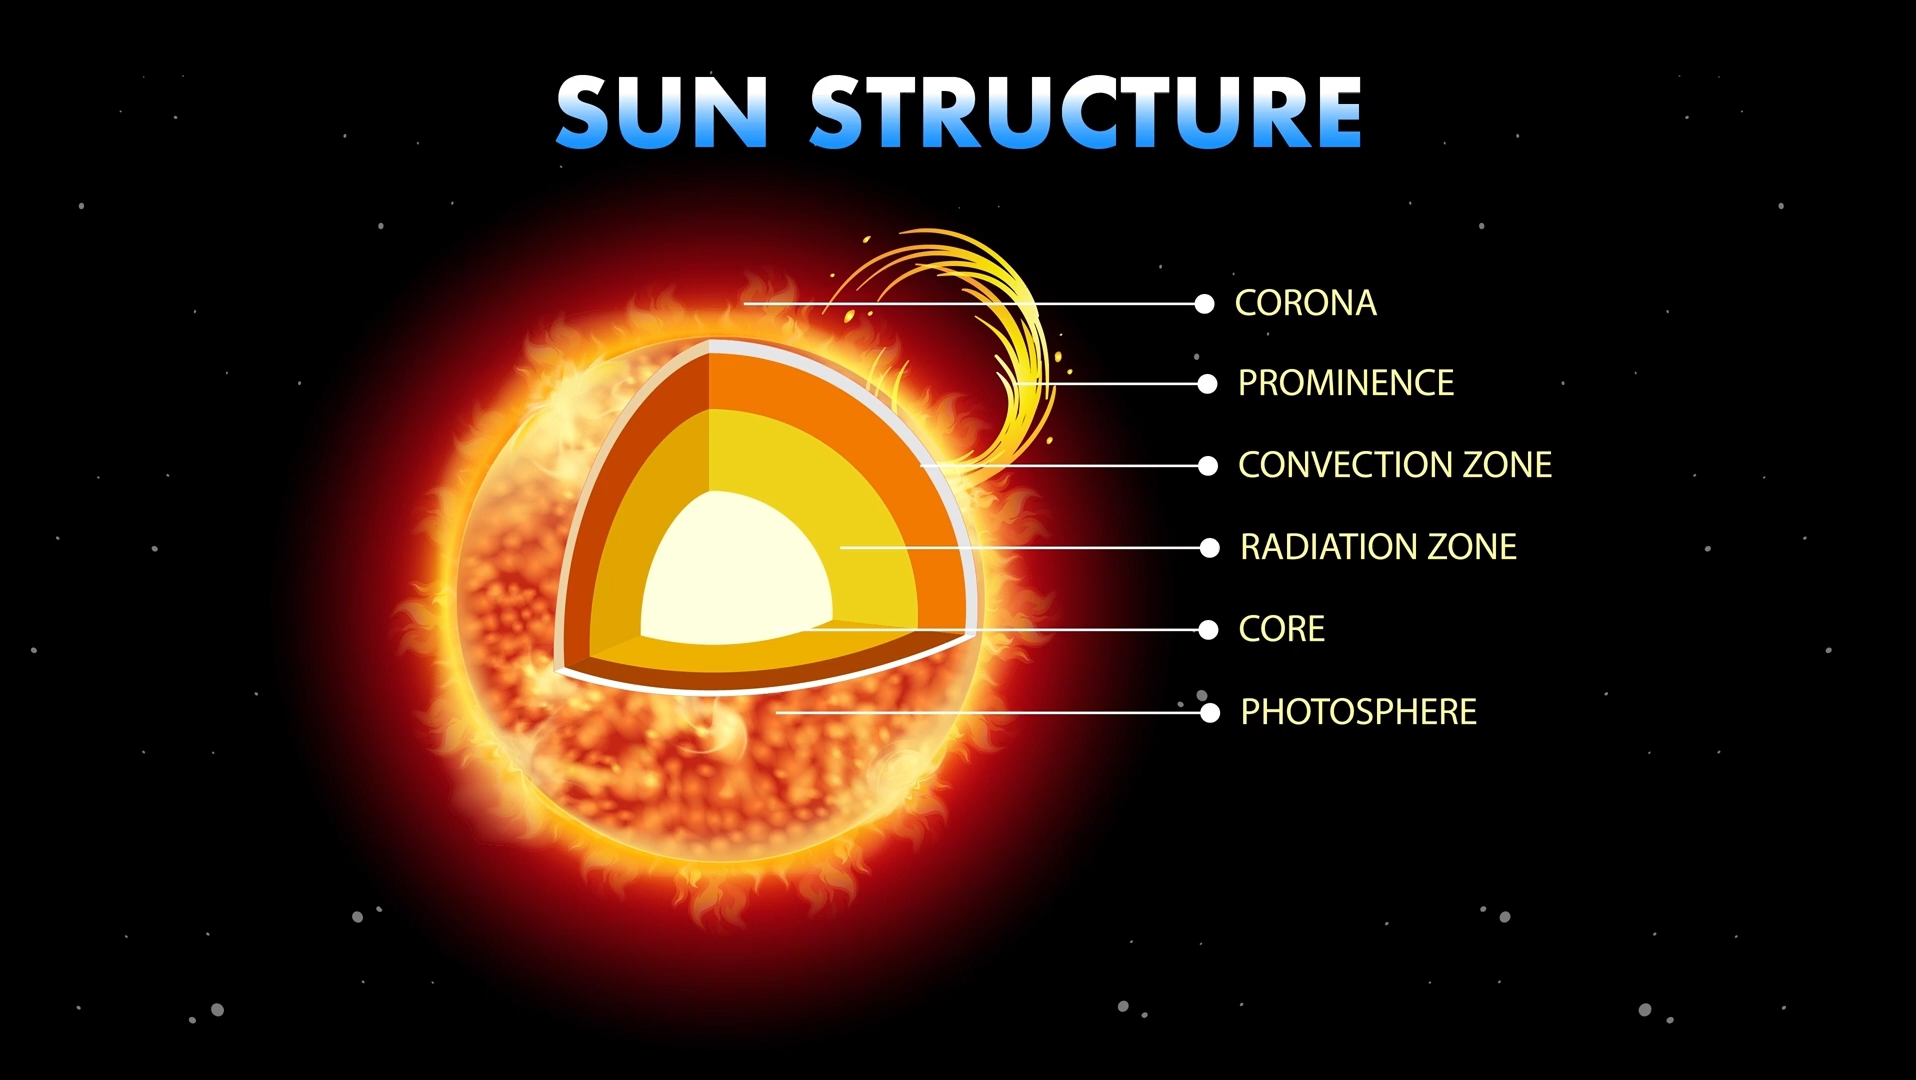 SUN STRUCTURE
CORONA
PROMINENCE
CONVECTION ZONE
RADIATION ZONE
CORE
PHOTOSPHERE